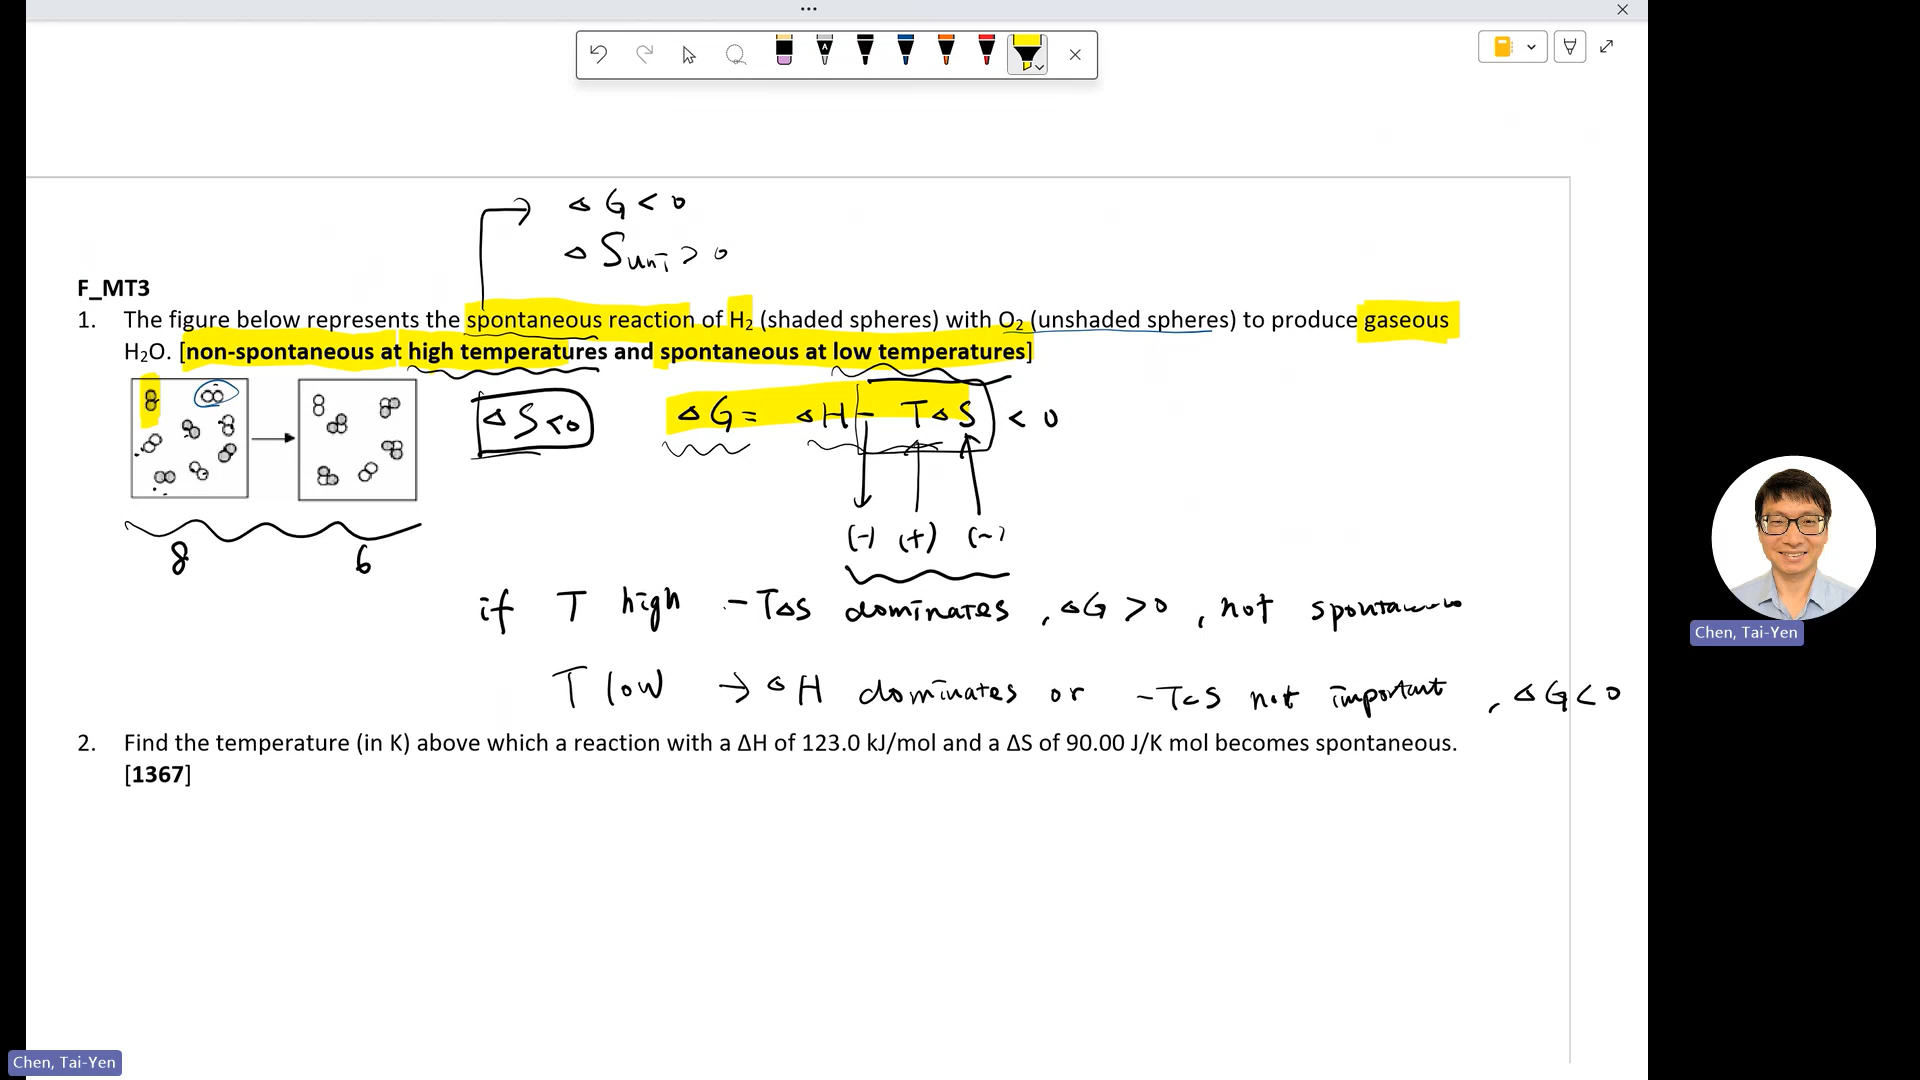 ΔG < 0
ΔSuni > 0
F_MT3
1. The figure below represents the spontaneous reaction of H₂ (shaded spheres) with O₂ (unshaded spheres) to produce gaseous
H₂O. [non-spontaneous at high temperatures and spontaneous at low temperatures]
ΔS<0 ΔG = ΔH - TΔS < 0
(-) (+) (-)
8 6
if T high -TΔS dominates, ΔG > 0, not spontaneous
T low → ΔH dominates or -TΔS not important, ΔG < 0
2. Find the temperature (in K) above which a reaction with a ΔH of 123.0 kJ/mol and a ΔS of 90.00 J/K mol becomes spontaneous.
[1367]
Chen, Tai-Yen
Chen, Tai-Yen